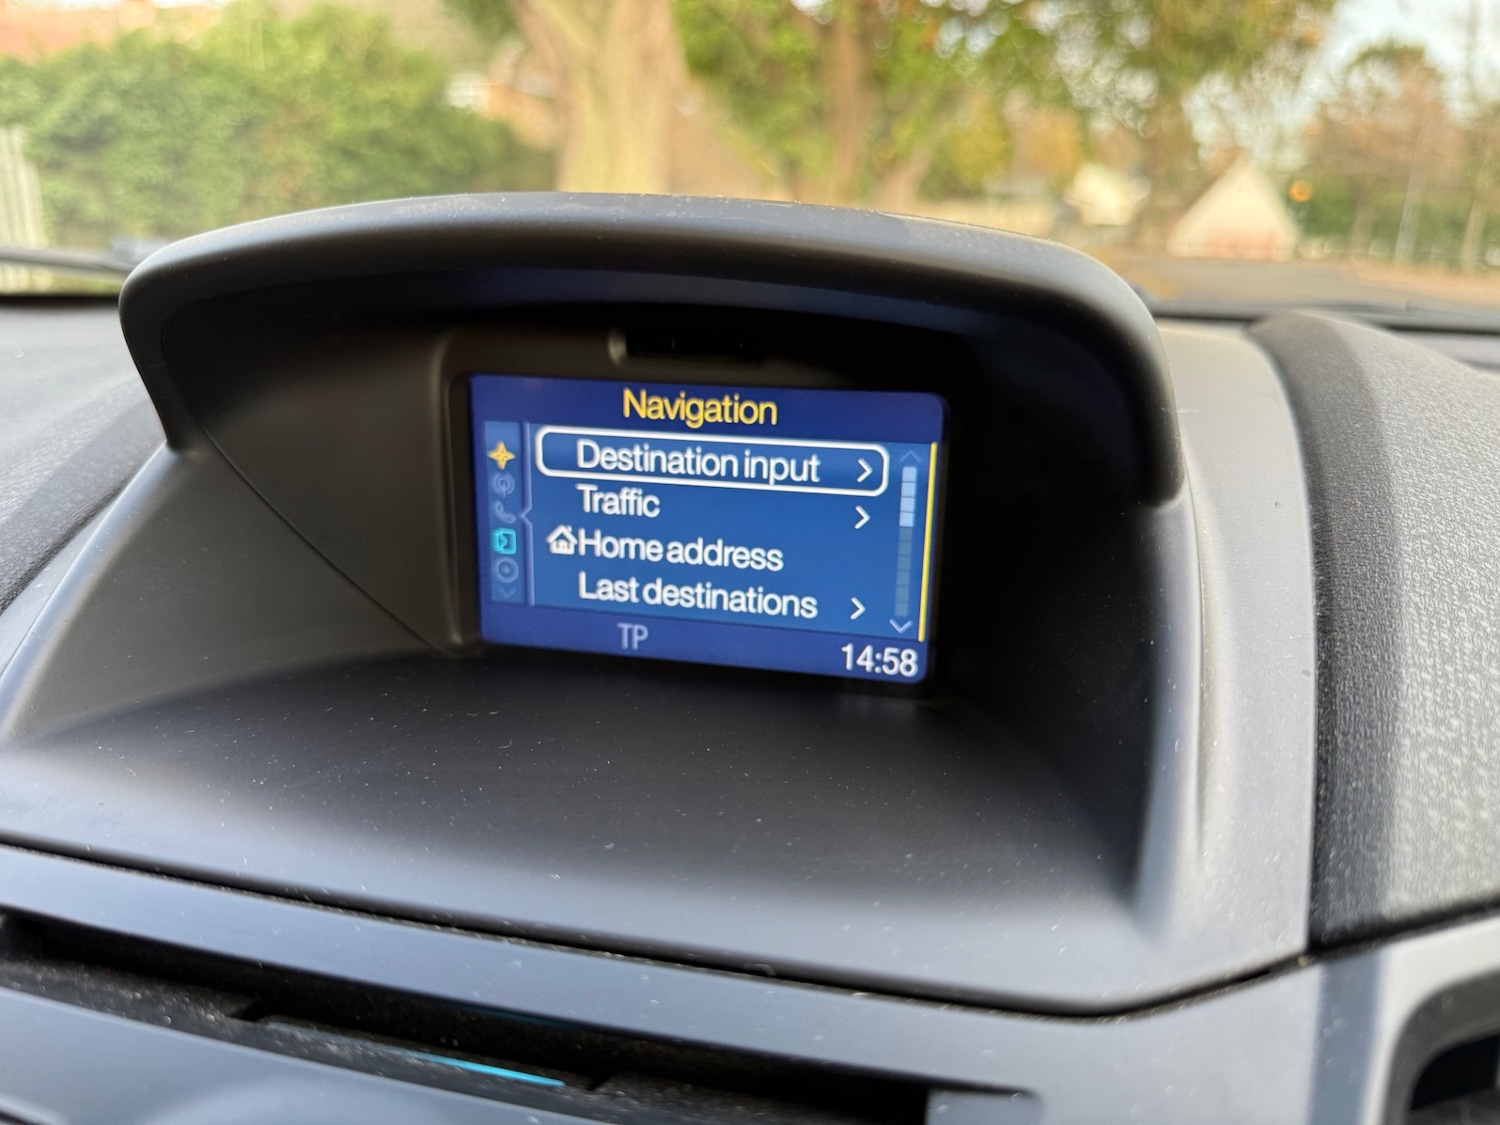 Navigation
Destination input
Traffic
Home address
Last destinations
TP
14:58